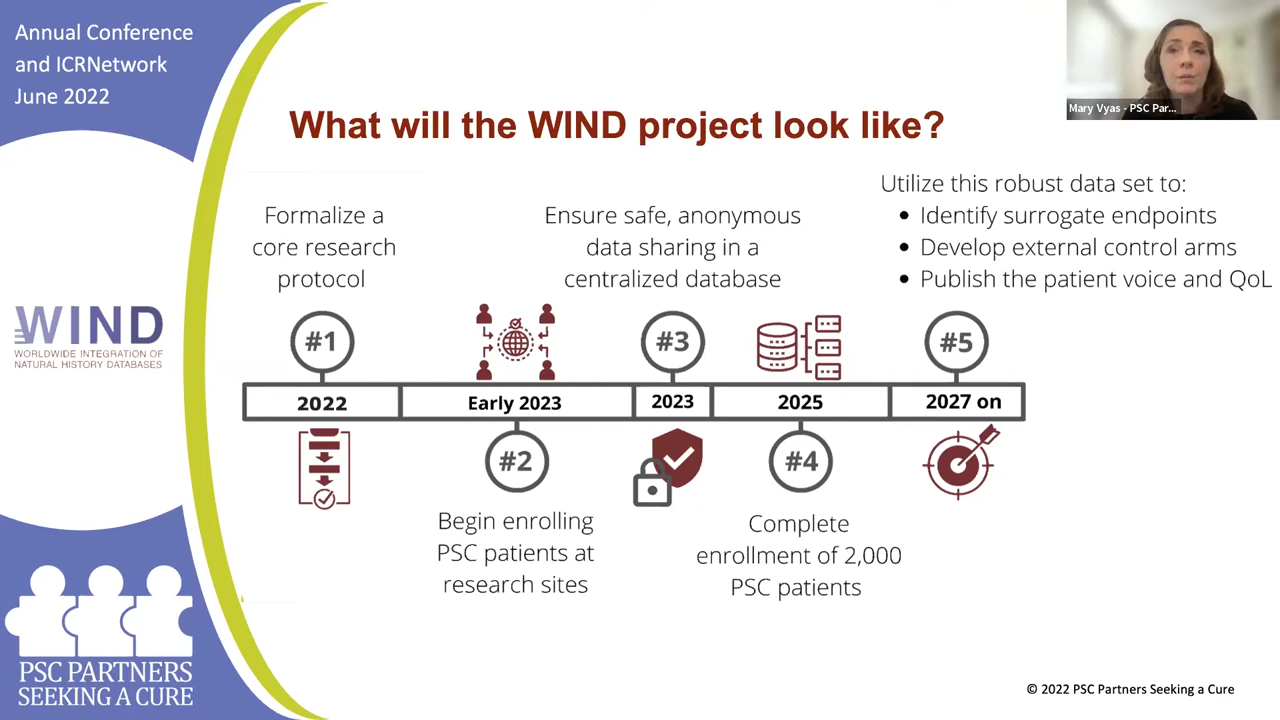 Annual Conference
and ICRNetwork
June 2022
Mary Vyas - PSC Par...
What will the WIND project look like?
Formalize a
core research
protocol
Ensure safe, anonymous
data sharing in a
centralized database
Utilize this robust data set to:
• Identify surrogate endpoints
• Develop external control arms
• Publish the patient voice and QoL
WIND
WORLDWIDE INTEGRATION OF
NATURAL HISTORY DATABASES
#1
#3
#5
2022
Early 2023
2023
2025
2027 on
#2
#4
Begin enrolling
PSC patients at
research sites
Complete
enrollment of 2,000
PSC patients
PSC PARTNERS
SEEKING A CURE
© 2022 PSC Partners Seeking a Cure